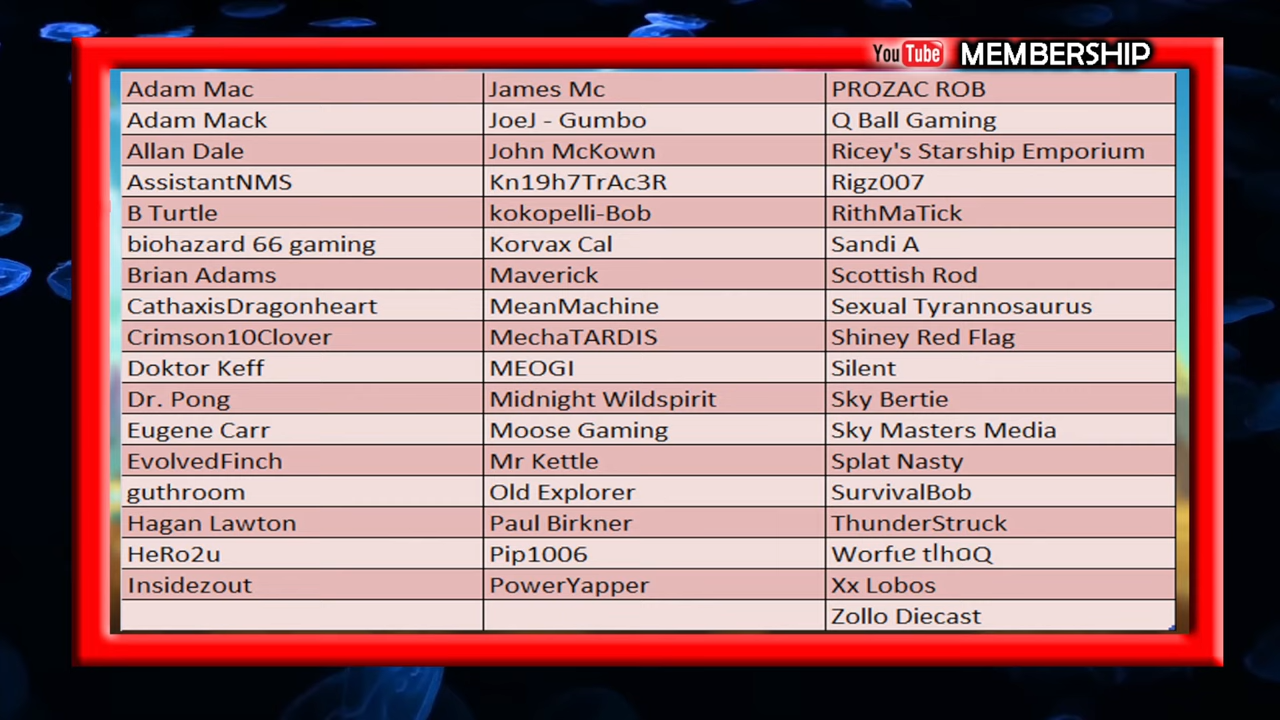 YouTube MEMBERSHIP
Adam Mac James Mc PROZAC ROB
Adam Mack JoeJ - Gumbo Q Ball Gaming
Allan Dale John McKown Ricey's Starship Emporium
AssistantNMS Kn19h7TrAc3R Rigz007
B Turtle kokopelli-Bob RithMaTick
biohazard 66 gaming Korvax Cal Sandi A
Brian Adams Maverick Scottish Rod
CathaxisDragonheart MeanMachine Sexual Tyrannosaurus
Crimson10Clover MechaTARDIS Shiney Red Flag
Doktor Keff MEOGI Silent
Dr. Pong Midnight Wildspirit Sky Bertie
Eugene Carr Moose Gaming Sky Masters Media
EvolvedFinch Mr Kettle Splat Nasty
guthroom Old Explorer SurvivalBob
Hagan Lawton Paul Birkner ThunderStruck
HeRo2u Pip1006 Worfιҽ tlhօQ
Insidezout PowerYapper Xx Lobos
Zollo Diecast